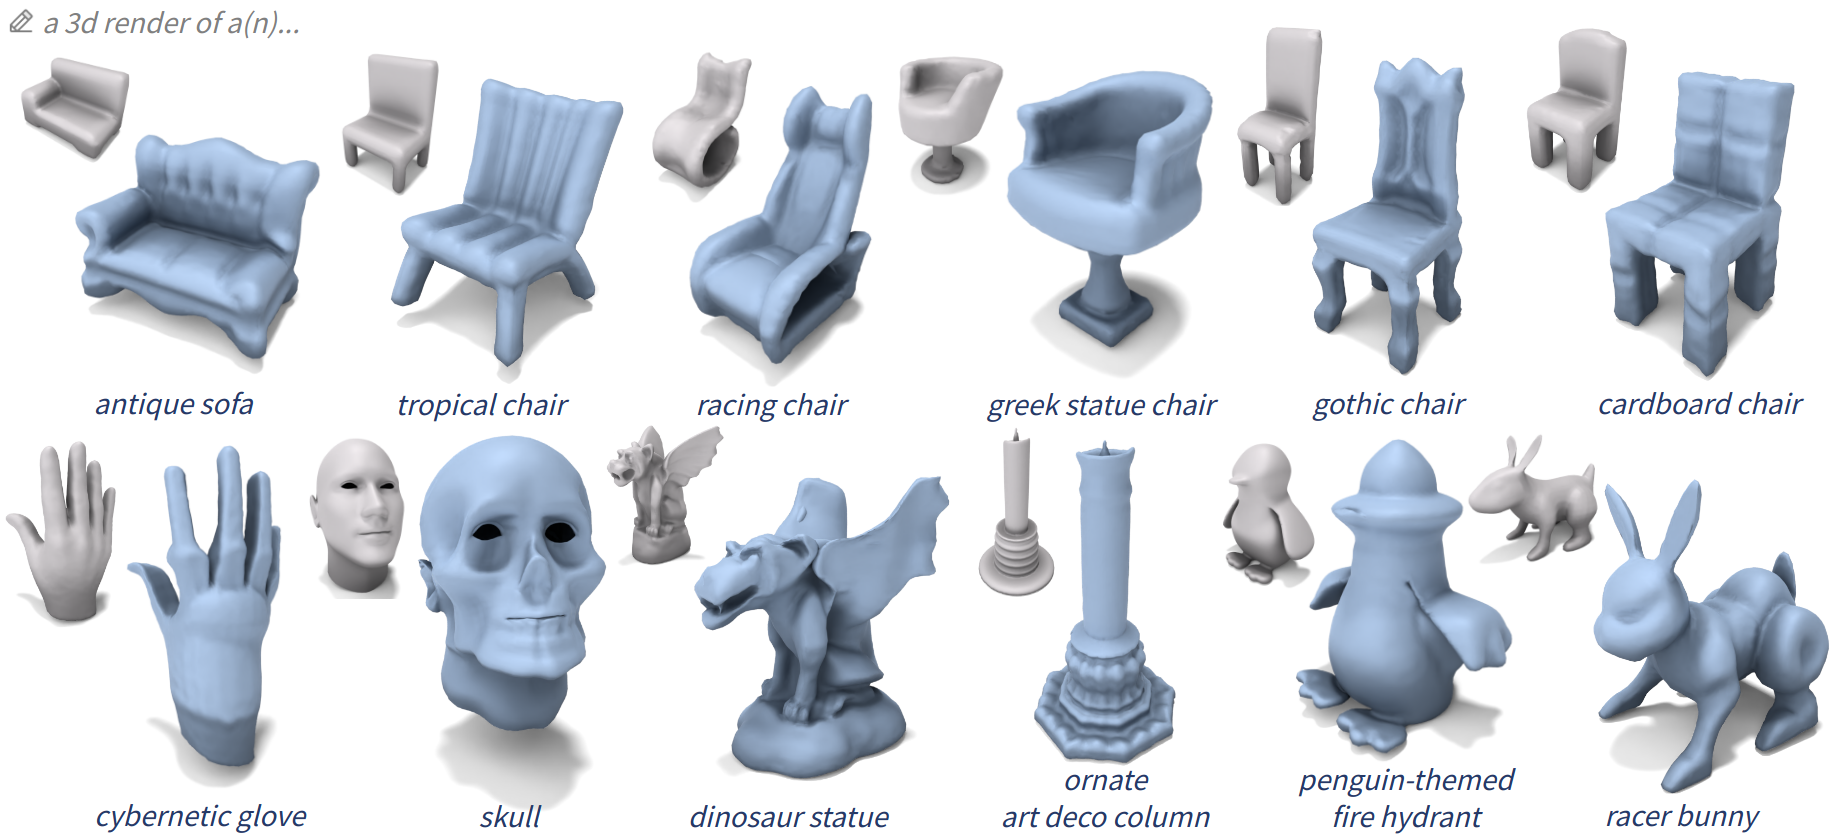 a 3d render of a(n)...
antique sofa
tropical chair
racing chair
greek statue chair
gothic chair
cardboard chair
cybernetic glove
skull
dinosaur statue
ornate
art deco column
penguin-themed
fire hydrant
racer bunny